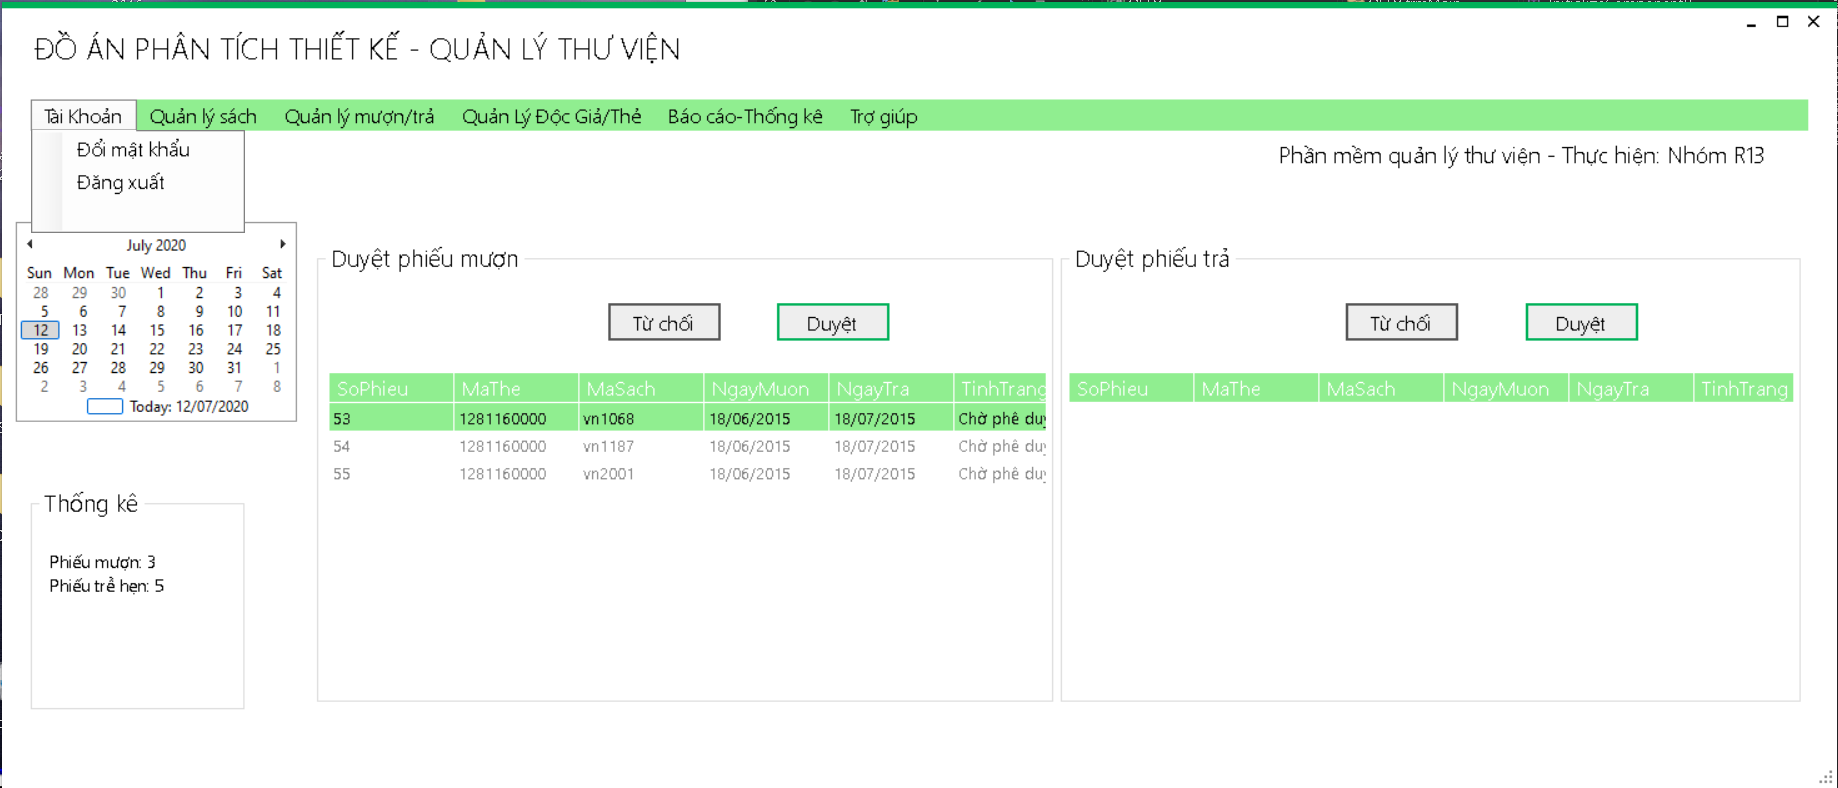 ĐỒ ÁN PHÂN TÍCH THIẾT KẾ - QUẢN LÝ THƯ VIỆN
Tài Khoản Quản lý sách Quản lý mượn/trả Quản Lý Độc Giả/Thẻ Báo cáo-Thống kê Trợ giúp
Đổi mật khẩu
Đăng xuất
Phần mềm quản lý thư viện - Thực hiện: Nhóm R13
July 2020
Sun Mon Tue Wed Thu Fri Sat
28 29 30 1 2 3 4
5 6 7 8 9 10 11
12 13 14 15 16 17 18
19 20 21 22 23 24 25
26 27 28 29 30 31 1
2 3 4 5 6 7 8
Today: 12/07/2020
Thống kê
Phiếu mượn: 3
Phiếu trể hẹn: 5
Duyệt phiếu mượn
Từ chối Duyệt
SoPhieu MaThe MaSach NgayMuon NgayTra TinhTrang
53 1281160000 vn1068 18/06/2015 18/07/2015 Chờ phê duy
54 1281160000 vn1187 18/06/2015 18/07/2015 Chờ phê duy
55 1281160000 vn2001 18/06/2015 18/07/2015 Chờ phê duy
Duyệt phiếu trả
Từ chối Duyệt
SoPhieu MaThe MaSach NgayMuon NgayTra TinhTrang